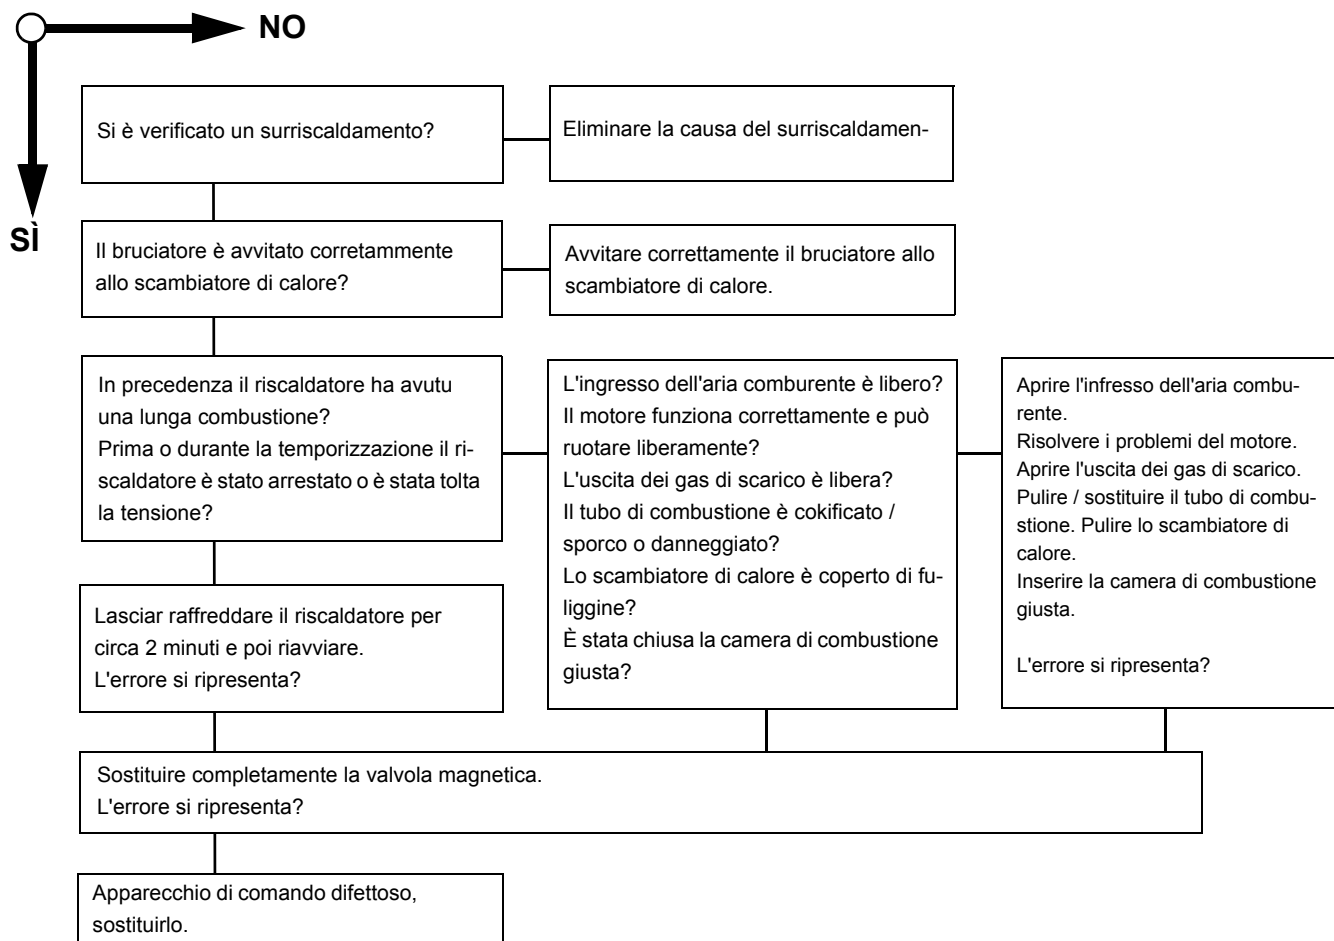 NO
SÌ
Si è verificato un surriscaldamento?
Eliminare la causa del surriscaldamen-
Il bruciatore è avvitato corretammente
allo scambiatore di calore?
Avvitare correttamente il bruciatore allo
scambiatore di calore.
In precedenza il riscaldatore ha avutu
una lunga combustione?
Prima o durante la temporizzazione il ri-
scaldatore è stato arrestato o è stata tolta
la tensione?
L'ingresso dell'aria comburente è libero?
Il motore funziona correttamente e può
ruotare liberamente?
L'uscita dei gas di scarico è libera?
Il tubo di combustione è cokificato /
sporco o danneggiato?
Lo scambiatore di calore è coperto di fu-
liggine?
È stata chiusa la camera di combustione
giusta?
Aprire l'infresso dell'aria combu-
rente.
Risolvere i problemi del motore.
Aprire l'uscita dei gas di scarico.
Pulire / sostituire il tubo di combu-
stione. Pulire lo scambiatore di
calore.
Inserire la camera di combustione
giusta.
L'errore si ripresenta?
Lasciar raffreddare il riscaldatore per
circa 2 minuti e poi riavviare.
L'errore si ripresenta?
Sostituire completamente la valvola magnetica.
L'errore si ripresenta?
Apparecchio di comando difettoso,
sostituirlo.